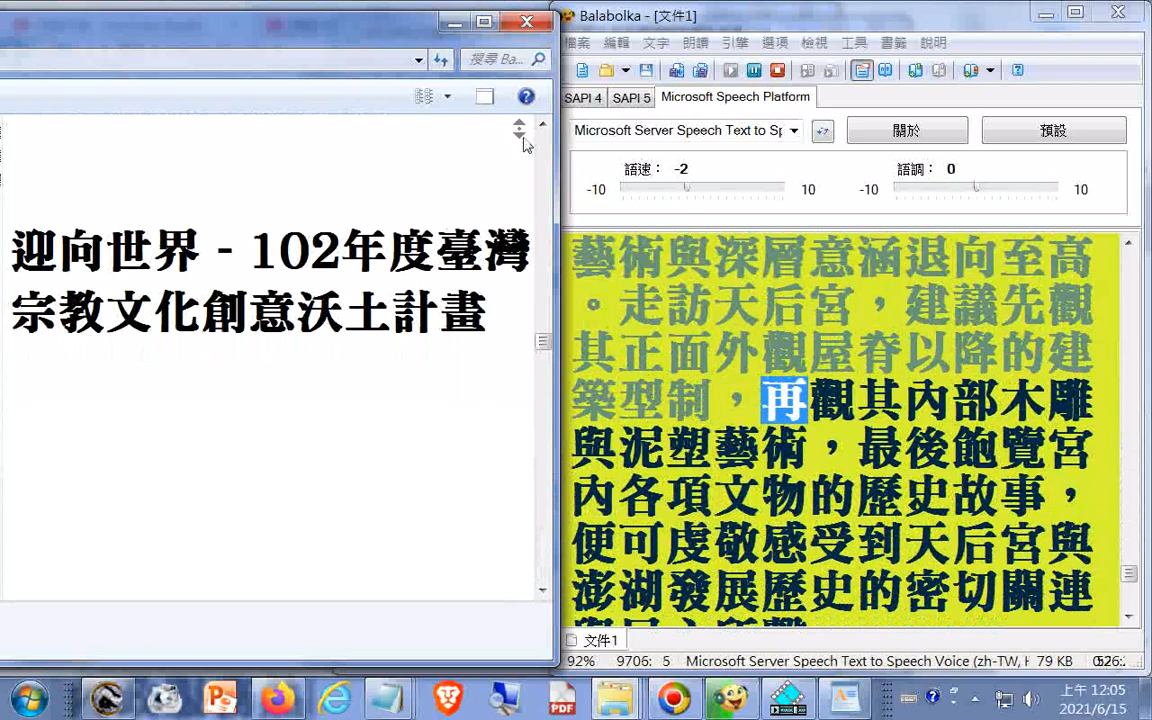 搜尋 Ba...
迎向世界 - 102年度臺灣
宗教文化創意沃土計畫
Balabolka - [文件1]
檔案 編輯 文字 朗讀 引擎 選項 檢視 工具 書籤 說明
SAPI 4 SAPI 5 Microsoft Speech Platform
Microsoft Server Speech Text to Sp 關於 預設
語速： -2 語調： 0
-10 10 -10 10
藝術與深層意涵退向至高
。走訪天后宮，建議先觀
其正面外觀屋脊以降的建
築型制，再觀其內部木雕
與泥塑藝術，最後飽覽宮
內各項文物的歷史故事，
便可虔敬感受到天后宮與
澎湖發展歷史的密切關連
文件1
92% 9706: 5 Microsoft Server Speech Text to Speech Voice (zh-TW, H 79 KB
PDF
上午 12:05
2021/6/15